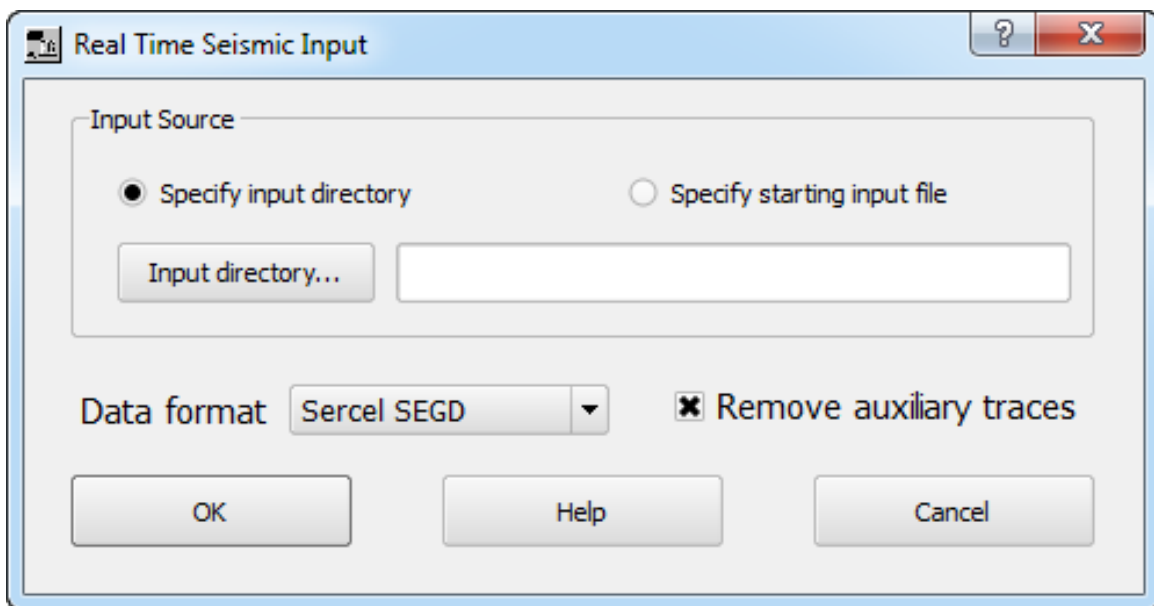 Real Time Seismic Input
Input Source
Specify input directory Specify starting input file
Input directory...
Data format Sercel SEGD Remove auxiliary traces
OK Help Cancel